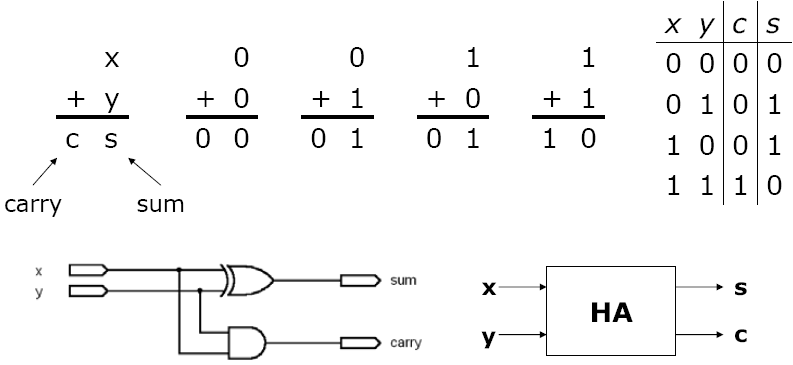 x 0 0 1 1
+ y + 0 + 1 + 0 + 1
c s 0 0 0 1 0 1 1 0
carry sum
x y c s
0 0 0 0
0 1 0 1
1 0 0 1
1 1 1 0
x
y
sum
carry
x HA s
y c